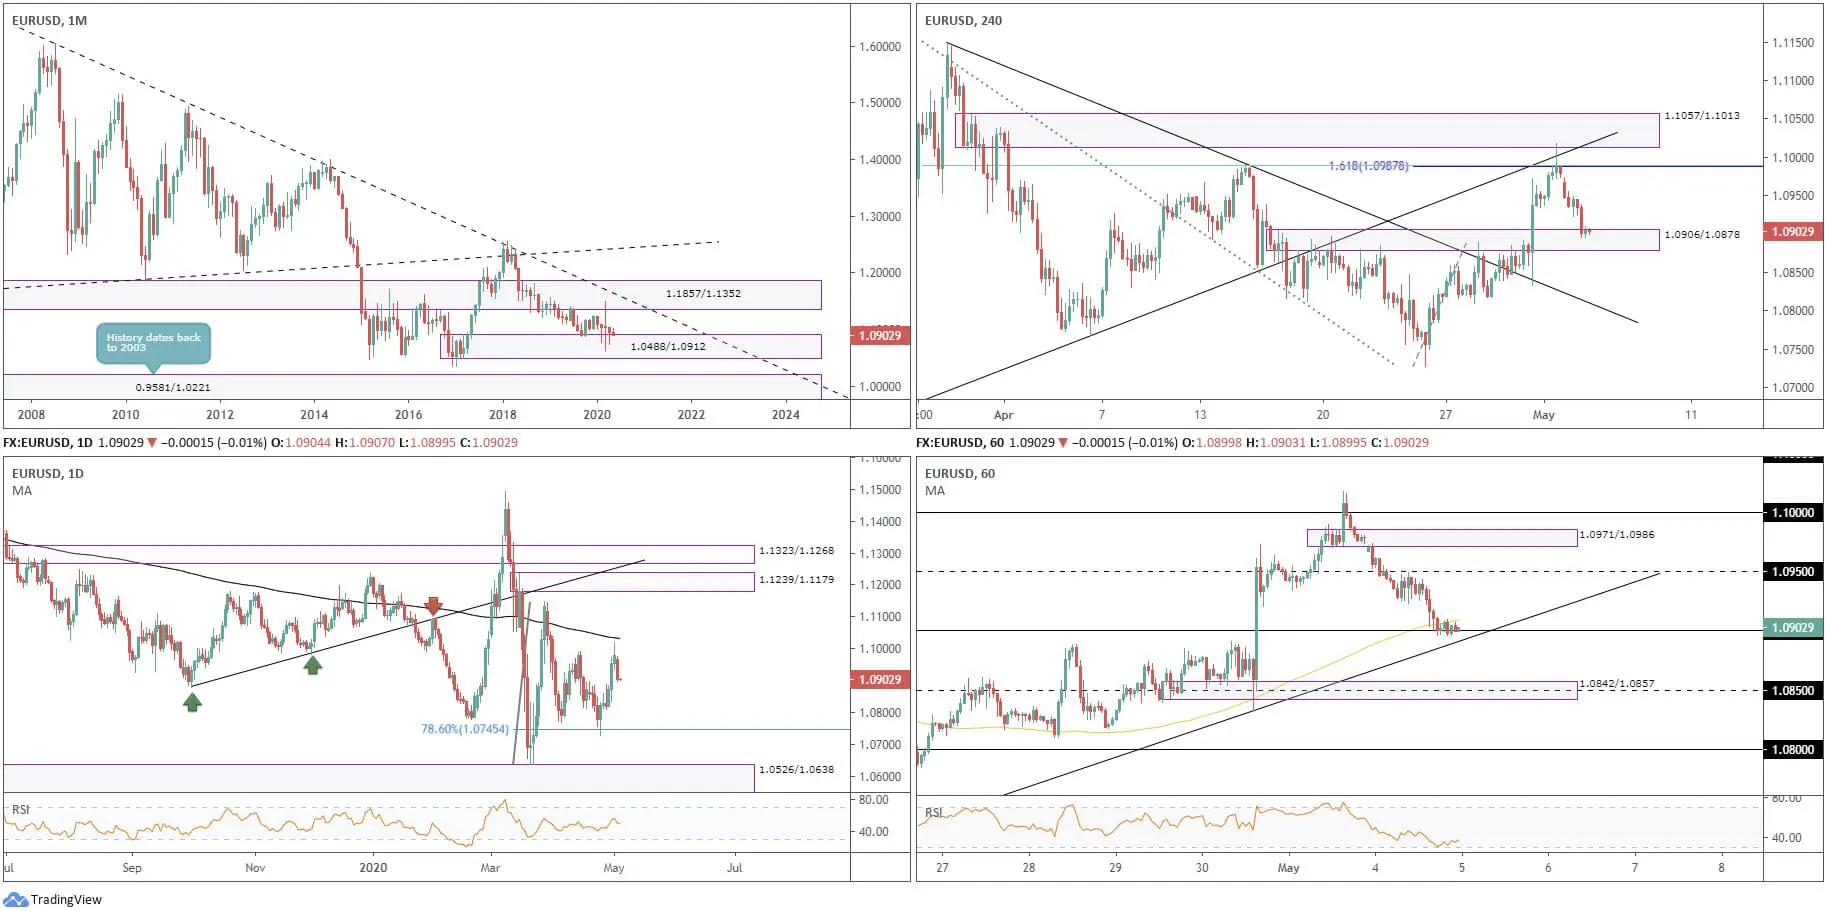 EURUSD, 1M
1.60000
1.50000
1.40000
1.30000
1.20000
1.09029
1.00000
1.1857/1.1352
1.0488/1.0912
History dates back
to 2003
0.9581/1.0221
2008 2010 2012 2014 2016 2018 2020 2022 2024
EURUSD, 240
1.11500
1.11000
1.10500
1.10000
1.09500
1.09029
1.08500
1.08000
1.07500
1.07000
1.1057/1.1013
1.618(1.09878)
1.0906/1.0878
:00 Apr 7 13 20 27 May 11
FX:EURUSD, 1D 1.09029 ▼ −0.00015 (−0.01%) O:1.09044 H:1.09070 L:1.08995 C:1.09029
EURUSD, 1D
MA
1.16000
1.15000
1.14000
1.13000
1.12000
1.11000
1.10000
1.09029
1.08000
1.07000
1.06000
1.1323/1.1268
1.1239/1.1179
78.60%(1.07454)
1.0526/1.0638
RSI
80.00
40.00
ul Sep Nov 2020 Mar May Jul
FX:EURUSD, 60 1.09029 ▼ −0.00015 (−0.01%) O:1.08998 H:1.09031 L:1.08995 C:1.09029
EURUSD, 60
MA
1.10000
1.09500
1.09029
1.08500
1.08000
1.0971/1.0986
1.0842/1.0857
RSI
80.00
40.00
27 28 29 30 May 4 5 6 7 8
TradingView